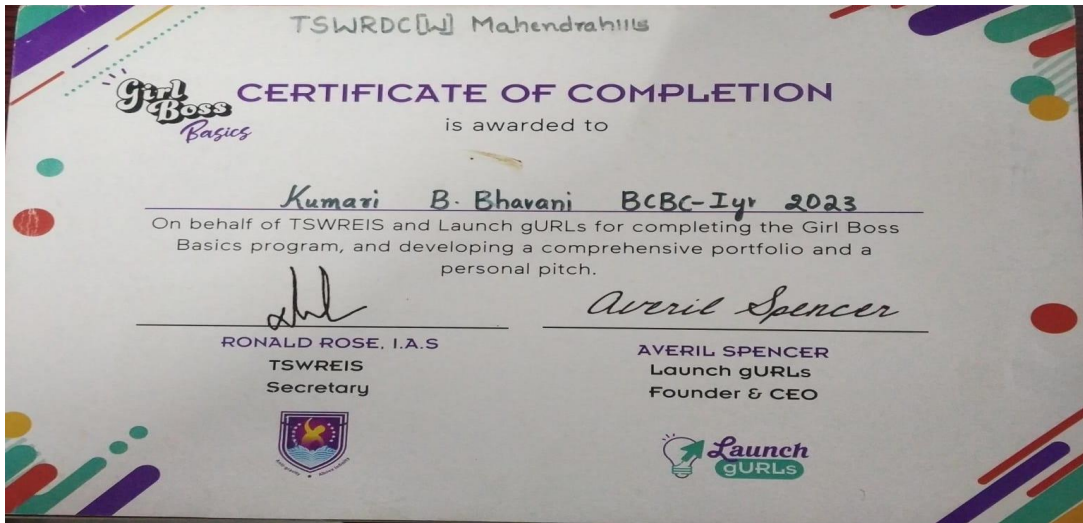 TSWRDC[W] Mahendrahills
Girl
Boss
Basics
CERTIFICATE OF COMPLETION
is awarded to
Kumari B. Bhavani BCBC-Iyr 2023
On behalf of TSWREIS and Launch gURLs for completing the Girl Boss
Basics program, and developing a comprehensive portfolio and a
personal pitch.
Averil Spencer
RONALD ROSE, I.A.S
TSWREIS
Secretary
AVERIL SPENCER
Launch gURLs
Founder & CEO
Launch
gURLs